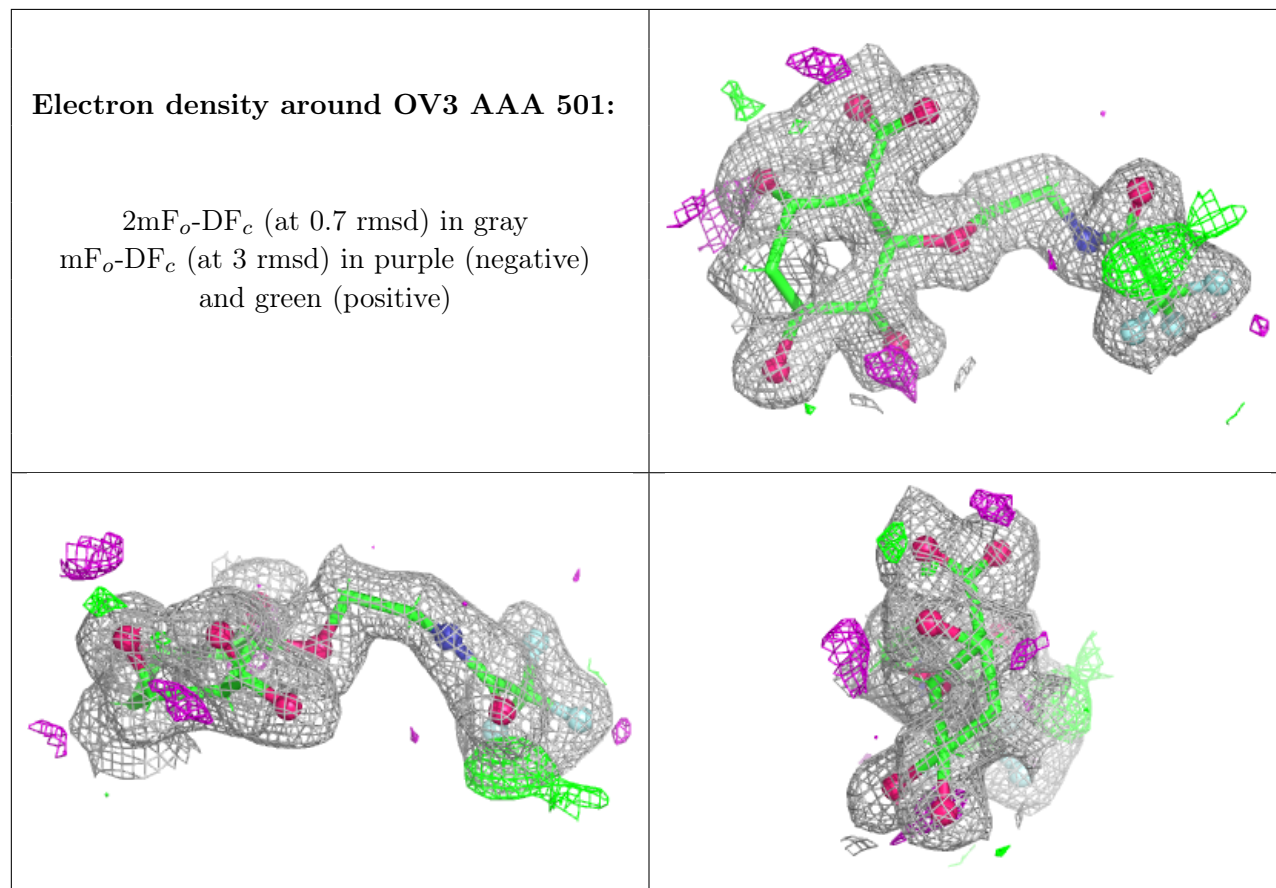 Electron density around OV3 AAA 501:
2mFo-DFc (at 0.7 rmsd) in gray
mFo-DFc (at 3 rmsd) in purple (negative)
and green (positive)